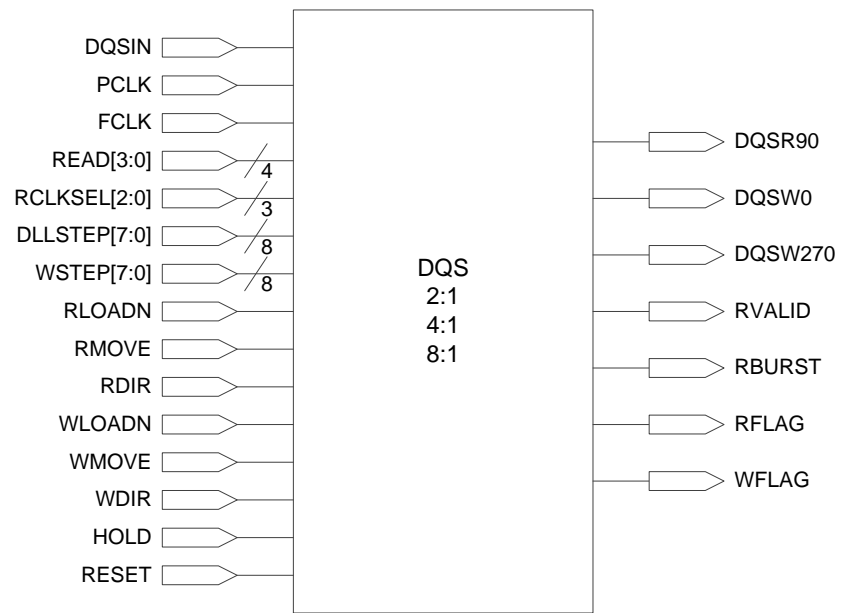 DQSIN
PCLK
FCLK
READ[3:0]
4
RCLKSEL[2:0]
3
DLLSTEP[7:0]
8
WSTEP[7:0]
8
RLOADN
RMOVE
RDIR
WLOADN
WMOVE
WDIR
HOLD
RESET
DQS
2:1
4:1
8:1
DQSR90
DQSW0
DQSW270
RVALID
RBURST
RFLAG
WFLAG